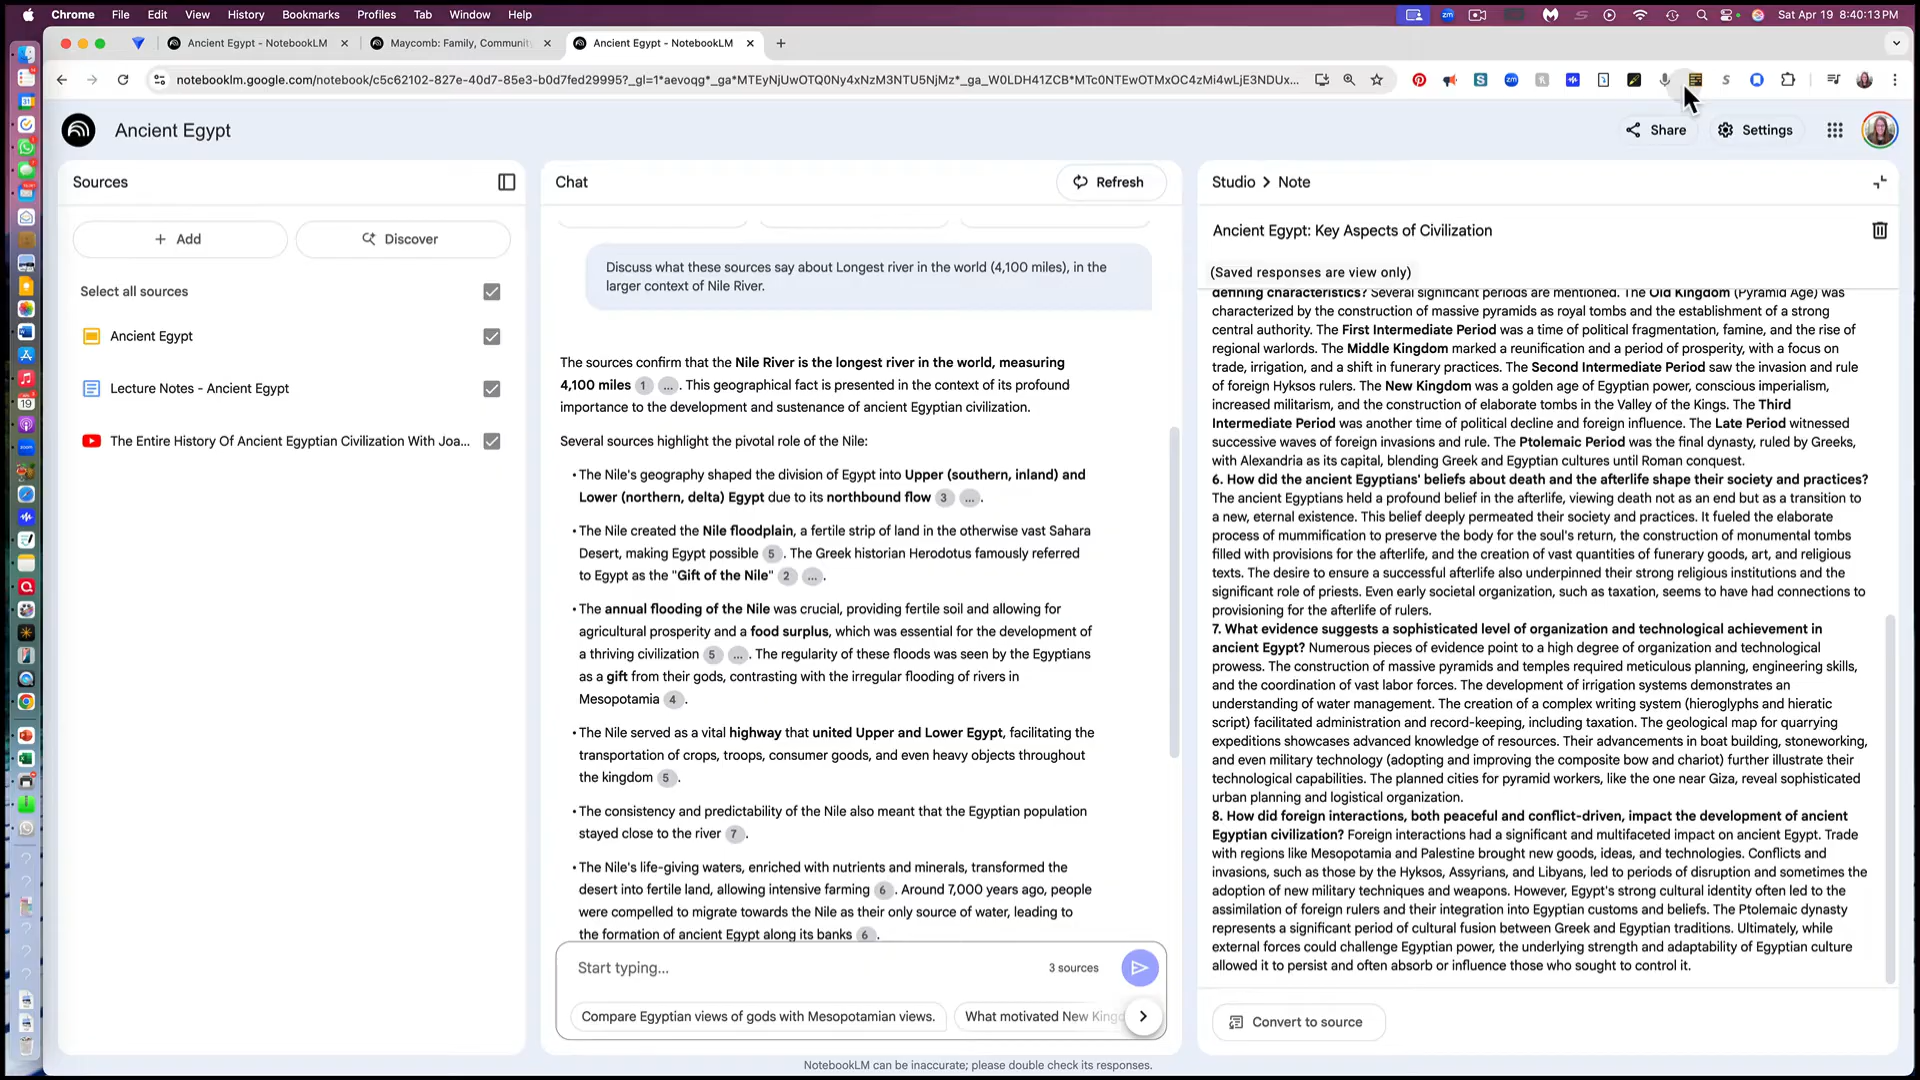 Chrome File Edit View History Bookmarks Profiles Tab Window Help
Sat Apr 19 8:40:13 PM
Ancient Egypt - NotebookLM
Maycomb: Family, Communit
Ancient Egypt - NotebookLM
notebooklm.google.com/notebook/c5c62102-827e-40d7-85e3-b0d7fed29995?_gl=1*aevoqg*_ga*MTEyNjUwOTQ0Ny4xNzM3NTU5NjMz*_ga_W0LDH41ZCB*MTc0NTEwOTMxOC4zMi4wLjE3NDUx...
Ancient Egypt
Share
Settings
Sources
+ Add
Discover
Select all sources
Ancient Egypt
Lecture Notes - Ancient Egypt
The Entire History Of Ancient Egyptian Civilization With Joa...
Chat
Refresh
Discuss what these sources say about Longest river in the world (4,100 miles), in the
larger context of Nile River.
The sources confirm that the Nile River is the longest river in the world, measuring
4,100 miles 1 ... . This geographical fact is presented in the context of its profound
importance to the development and sustenance of ancient Egyptian civilization.
Several sources highlight the pivotal role of the Nile:
• The Nile's geography shaped the division of Egypt into Upper (southern, inland) and
Lower (northern, delta) Egypt due to its northbound flow 3 ... .
• The Nile created the Nile floodplain, a fertile strip of land in the otherwise vast Sahara
Desert, making Egypt possible 5 . The Greek historian Herodotus famously referred
to Egypt as the "Gift of the Nile" 2 ... .
• The annual flooding of the Nile was crucial, providing fertile soil and allowing for
agricultural prosperity and a food surplus, which was essential for the development of
a thriving civilization 5 ... . The regularity of these floods was seen by the Egyptians
as a gift from their gods, contrasting with the irregular flooding of rivers in
Mesopotamia 4 .
• The Nile served as a vital highway that united Upper and Lower Egypt, facilitating the
transportation of crops, troops, consumer goods, and even heavy objects throughout
the kingdom 5 .
• The consistency and predictability of the Nile also meant that the Egyptian population
stayed close to the river 7 .
• The Nile's life-giving waters, enriched with nutrients and minerals, transformed the
desert into fertile land, allowing intensive farming 6 . Around 7,000 years ago, people
were compelled to migrate towards the Nile as their only source of water, leading to
the formation of ancient Egypt along its banks 6 .
Start typing...
3 sources
Compare Egyptian views of gods with Mesopotamian views.
What motivated New King
Studio > Note
Ancient Egypt: Key Aspects of Civilization
(Saved responses are view only)
defining characteristics? Several significant periods are mentioned. The Old Kingdom (Pyramid Age) was
characterized by the construction of massive pyramids as royal tombs and the establishment of a strong
central authority. The First Intermediate Period was a time of political fragmentation, famine, and the rise of
regional warlords. The Middle Kingdom marked a reunification and a period of prosperity, with a focus on
trade, irrigation, and a shift in funerary practices. The Second Intermediate Period saw the invasion and rule
of foreign Hyksos rulers. The New Kingdom was a golden age of Egyptian power, conscious imperialism,
increased militarism, and the construction of elaborate tombs in the Valley of the Kings. The Third
Intermediate Period was another time of political decline and foreign influence. The Late Period witnessed
successive waves of foreign invasions and rule. The Ptolemaic Period was the final dynasty, ruled by Greeks,
with Alexandria as its capital, blending Greek and Egyptian cultures until Roman conquest.
6. How did the ancient Egyptians' beliefs about death and the afterlife shape their society and practices?
The ancient Egyptians held a profound belief in the afterlife, viewing death not as an end but as a transition to
a new, eternal existence. This belief deeply permeated their society and practices. It fueled the elaborate
process of mummification to preserve the body for the soul's return, the construction of monumental tombs
filled with provisions for the afterlife, and the creation of vast quantities of funerary goods, art, and religious
texts. The desire to ensure a successful afterlife also underpinned their strong religious institutions and the
significant role of priests. Even early societal organization, such as taxation, seems to have had connections to
provisioning for the afterlife of rulers.
7. What evidence suggests a sophisticated level of organization and technological achievement in
ancient Egypt? Numerous pieces of evidence point to a high degree of organization and technological
prowess. The construction of massive pyramids and temples required meticulous planning, engineering skills,
and the coordination of vast labor forces. The development of irrigation systems demonstrates an
understanding of water management. The creation of a complex writing system (hieroglyphs and hieratic
script) facilitated administration and record-keeping, including taxation. The geological map for quarrying
expeditions showcases advanced knowledge of resources. Their advancements in boat building, stoneworking,
and even military technology (adopting and improving the composite bow and chariot) further illustrate their
technological capabilities. The planned cities for pyramid workers, like the one near Giza, reveal sophisticated
urban planning and logistical organization.
8. How did foreign interactions, both peaceful and conflict-driven, impact the development of ancient
Egyptian civilization? Foreign interactions had a significant and multifaceted impact on ancient Egypt. Trade
with regions like Mesopotamia and Palestine brought new goods, ideas, and technologies. Conflicts and
invasions, such as those by the Hyksos, Assyrians, and Libyans, led to periods of disruption and sometimes the
adoption of new military techniques and weapons. However, Egypt's strong cultural identity often led to the
assimilation of foreign rulers and their integration into Egyptian customs and beliefs. The Ptolemaic dynasty
represents a significant period of cultural fusion between Greek and Egyptian traditions. Ultimately, while
external forces could challenge Egyptian power, the underlying strength and adaptability of Egyptian culture
allowed it to persist and often absorb or influence those who sought to control it.
Convert to source
NotebookLM can be inaccurate; please double check its responses.